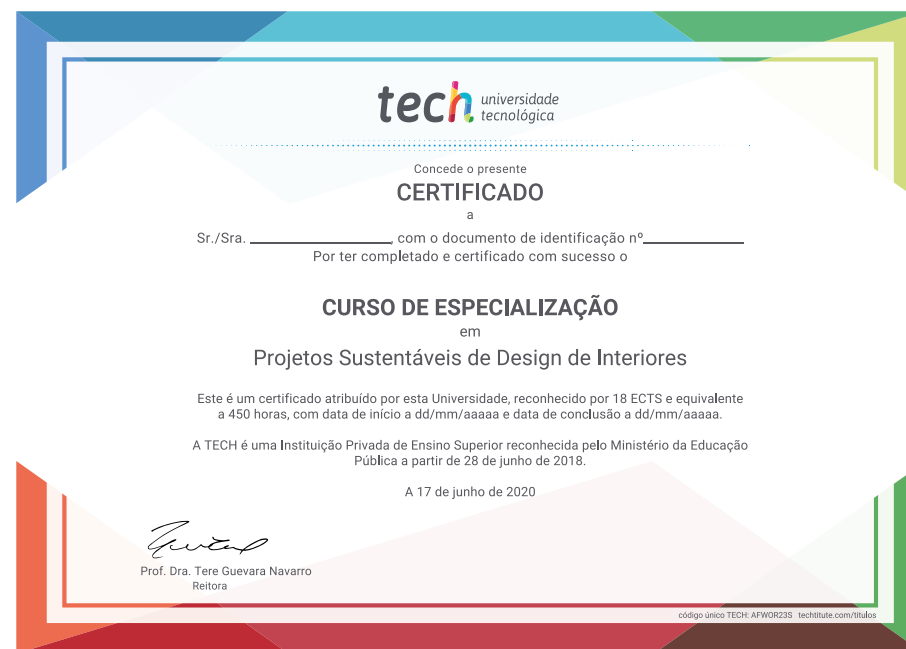 tech universidade
tecnológica
Concede o presente
CERTIFICADO
a
Sr./Sra. ____________________, com o documento de identificação nº______________
Por ter completado e certificado com sucesso o
CURSO DE ESPECIALIZAÇÃO
em
Projetos Sustentáveis de Design de Interiores
Este é um certificado atribuído por esta Universidade, reconhecido por 18 ECTS e equivalente
a 450 horas, com data de início a dd/mm/aaaaa e data de conclusão a dd/mm/aaaaa.
A TECH é uma Instituição Privada de Ensino Superior reconhecida pelo Ministério da Educação
Pública a partir de 28 de junho de 2018.
A 17 de junho de 2020
Prof. Dra. Tere Guevara Navarro
Reitora
código único TECH: AFWOR23S techtitute.com/titulos